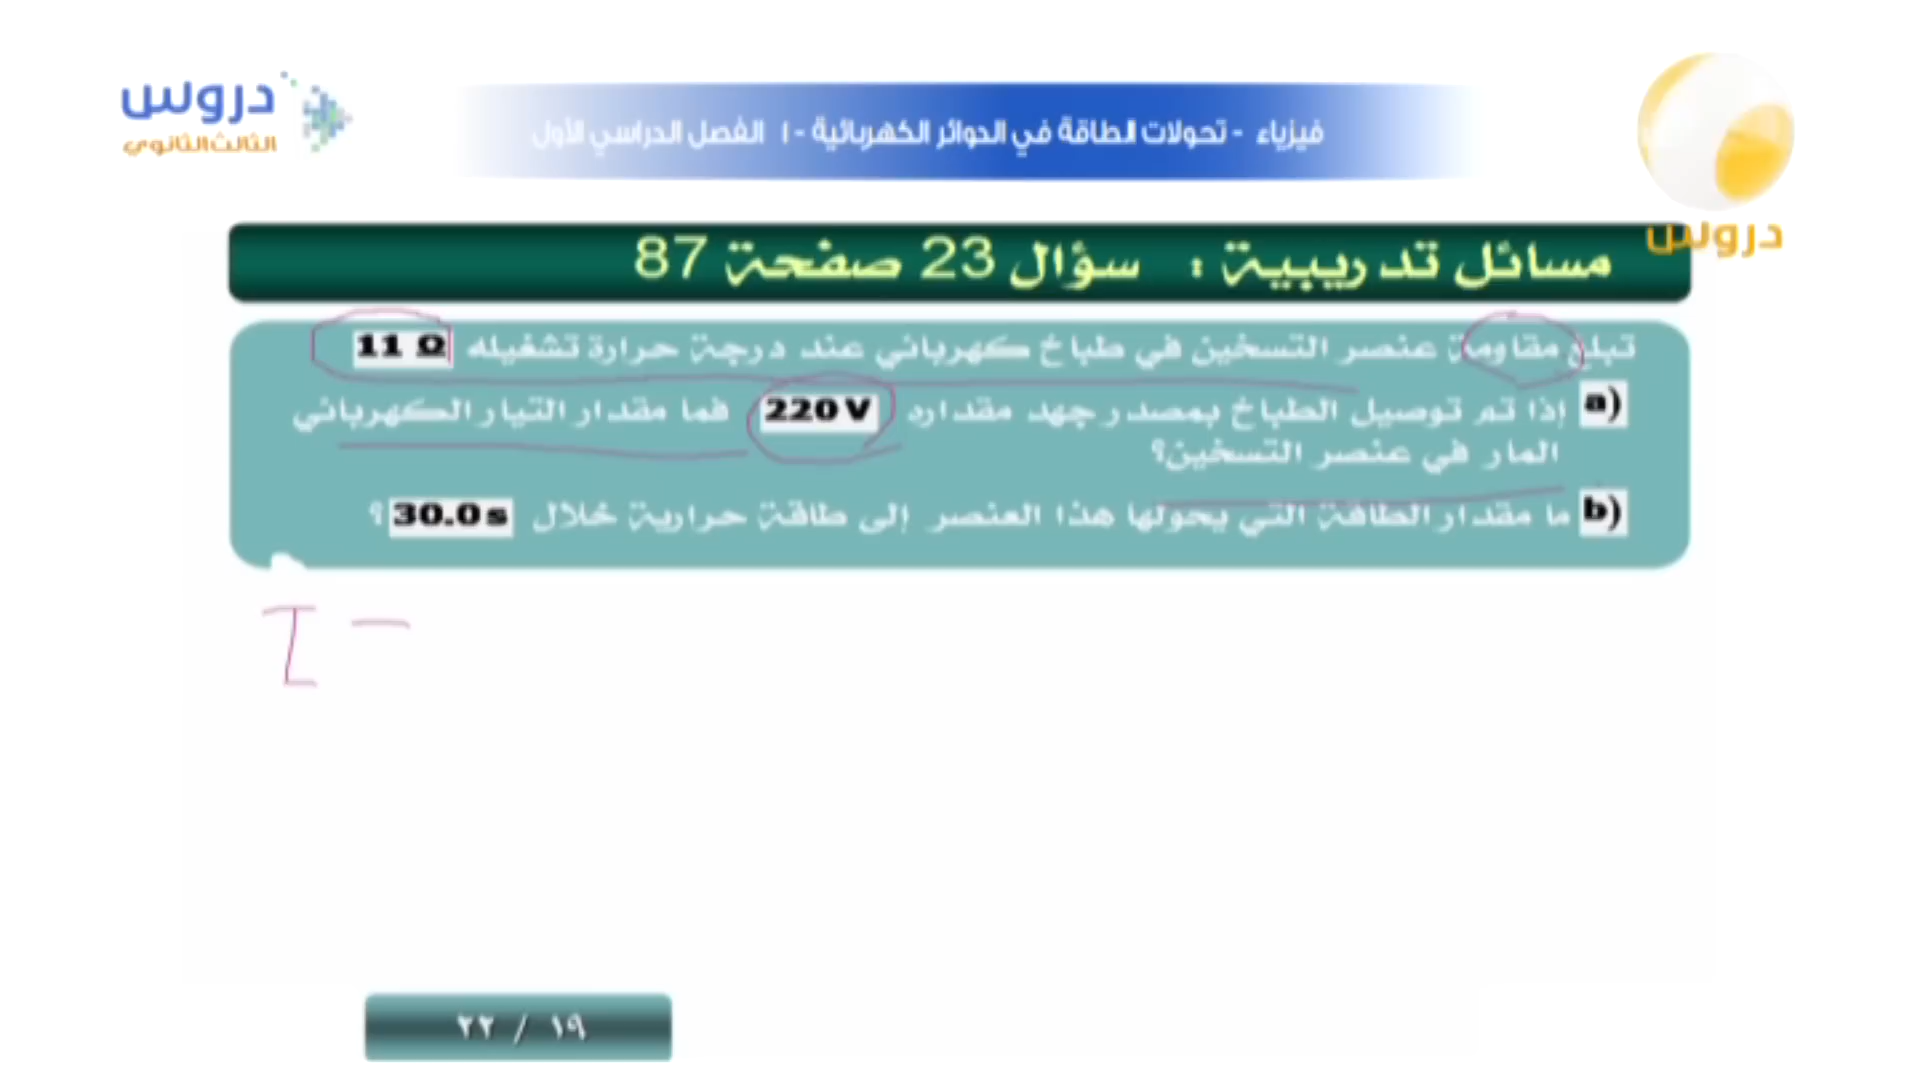 دروس
الثالث الثانوي
فيزياء - تحولات الطاقة في الدوائر الكهربائية - ١ الفصل الدراسي الأول
دروس
مسائل تدريبية : سؤال 23 صفحة 87
تبلغ مقاومة عنصر التسخين في طباخ كهربائي عند درجة حرارة تشغيله 11 Ω
a) إذا تم توصيل الطباخ بمصدر جهد مقداره 220 V فما مقدار التيار الكهربائي
المار في عنصر التسخين؟
b) ما مقدار الطاقة التي يحولها هذا العنصر إلى طاقة حرارية خلال 30.0 s ؟
I -
١٩ / ٢٢